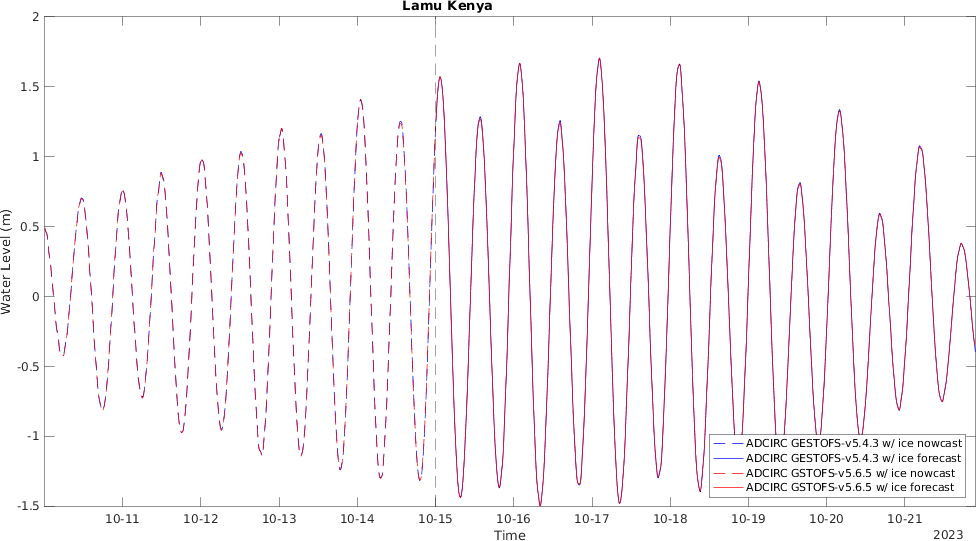 Lamu Kenya
2
1.5
1
0.5
0
-0.5
-1
-1.5
Water Level (m)
ADCIRC GESTOFS-v5.4.3 w/ ice nowcast
ADCIRC GESTOFS-v5.4.3 w/ ice forecast
ADCIRC GSTOFS-v5.6.5 w/ ice nowcast
ADCIRC GSTOFS-v5.6.5 w/ ice forecast
10-11 10-12 10-13 10-14 10-15 10-16 10-17 10-18 10-19 10-20 10-21
Time
2023